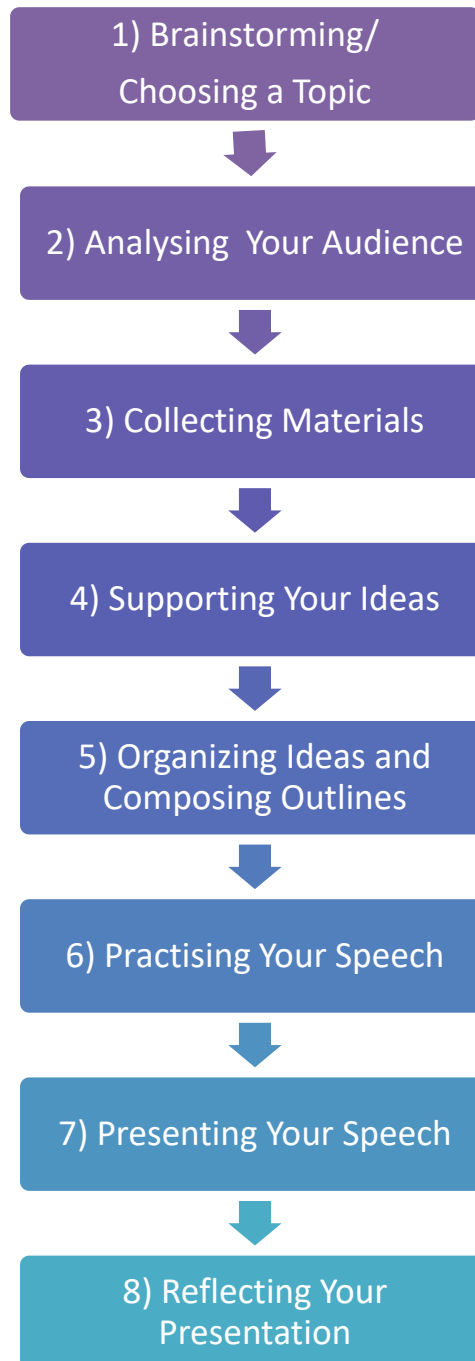 1) Brainstorming/
Choosing a Topic
2) Analysing  Your Audience
3) Collecting Materials
4) Supporting Your Ideas
5) Organizing Ideas and
Composing Outlines
6) Practising Your Speech
7) Presenting Your Speech
8) Reflecting Your
Presentation